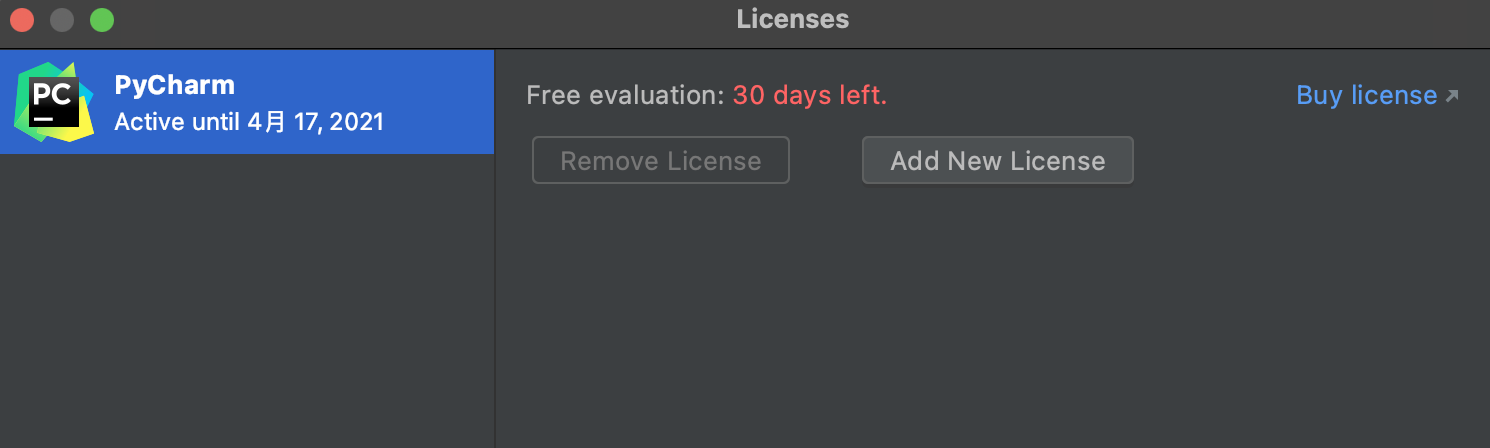 Licenses
PC
PyCharm
Active until 4月 17, 2021
Free evaluation: 30 days left.
Buy license
Remove License
Add New License